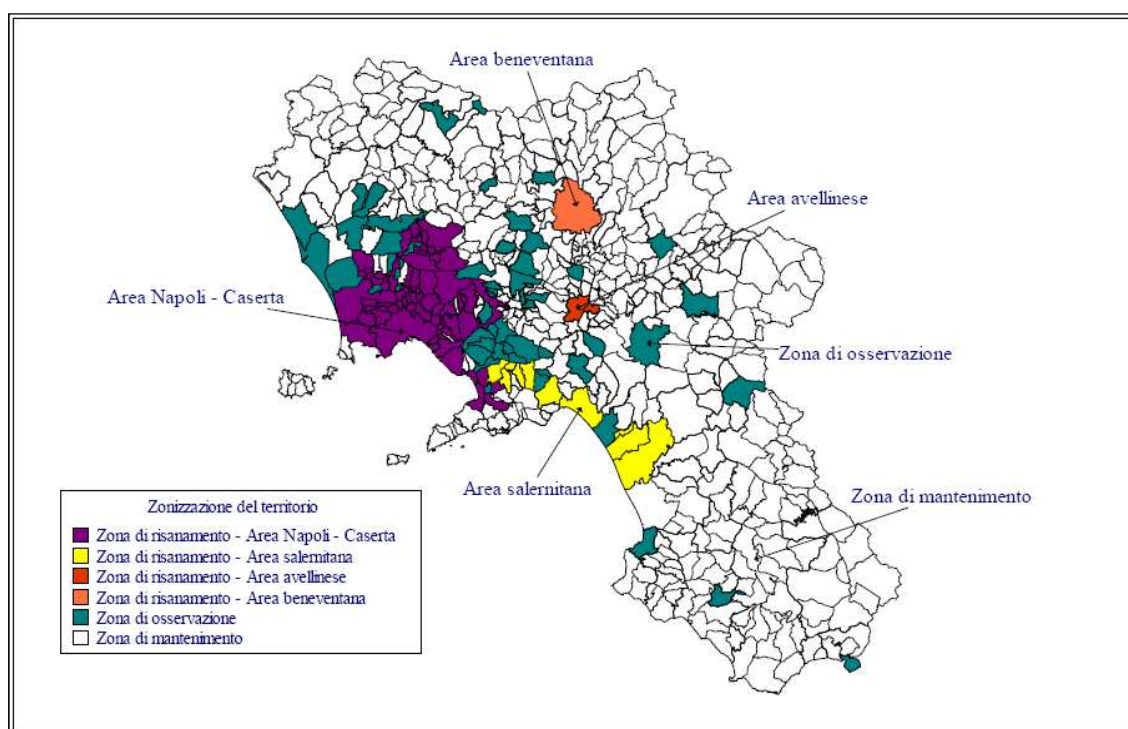 Area beneventana
Area avellinese
Area Napoli - Caserta
Zona di osservazione
Area salernitana
Zona di mantenimento
Zonizzazione del territorio
Zona di risanamento - Area Napoli - Caserta
Zona di risanamento - Area salernitana
Zona di risanamento - Area avellinese
Zona di risanamento - Area beneventana
Zona di osservazione
Zona di mantenimento